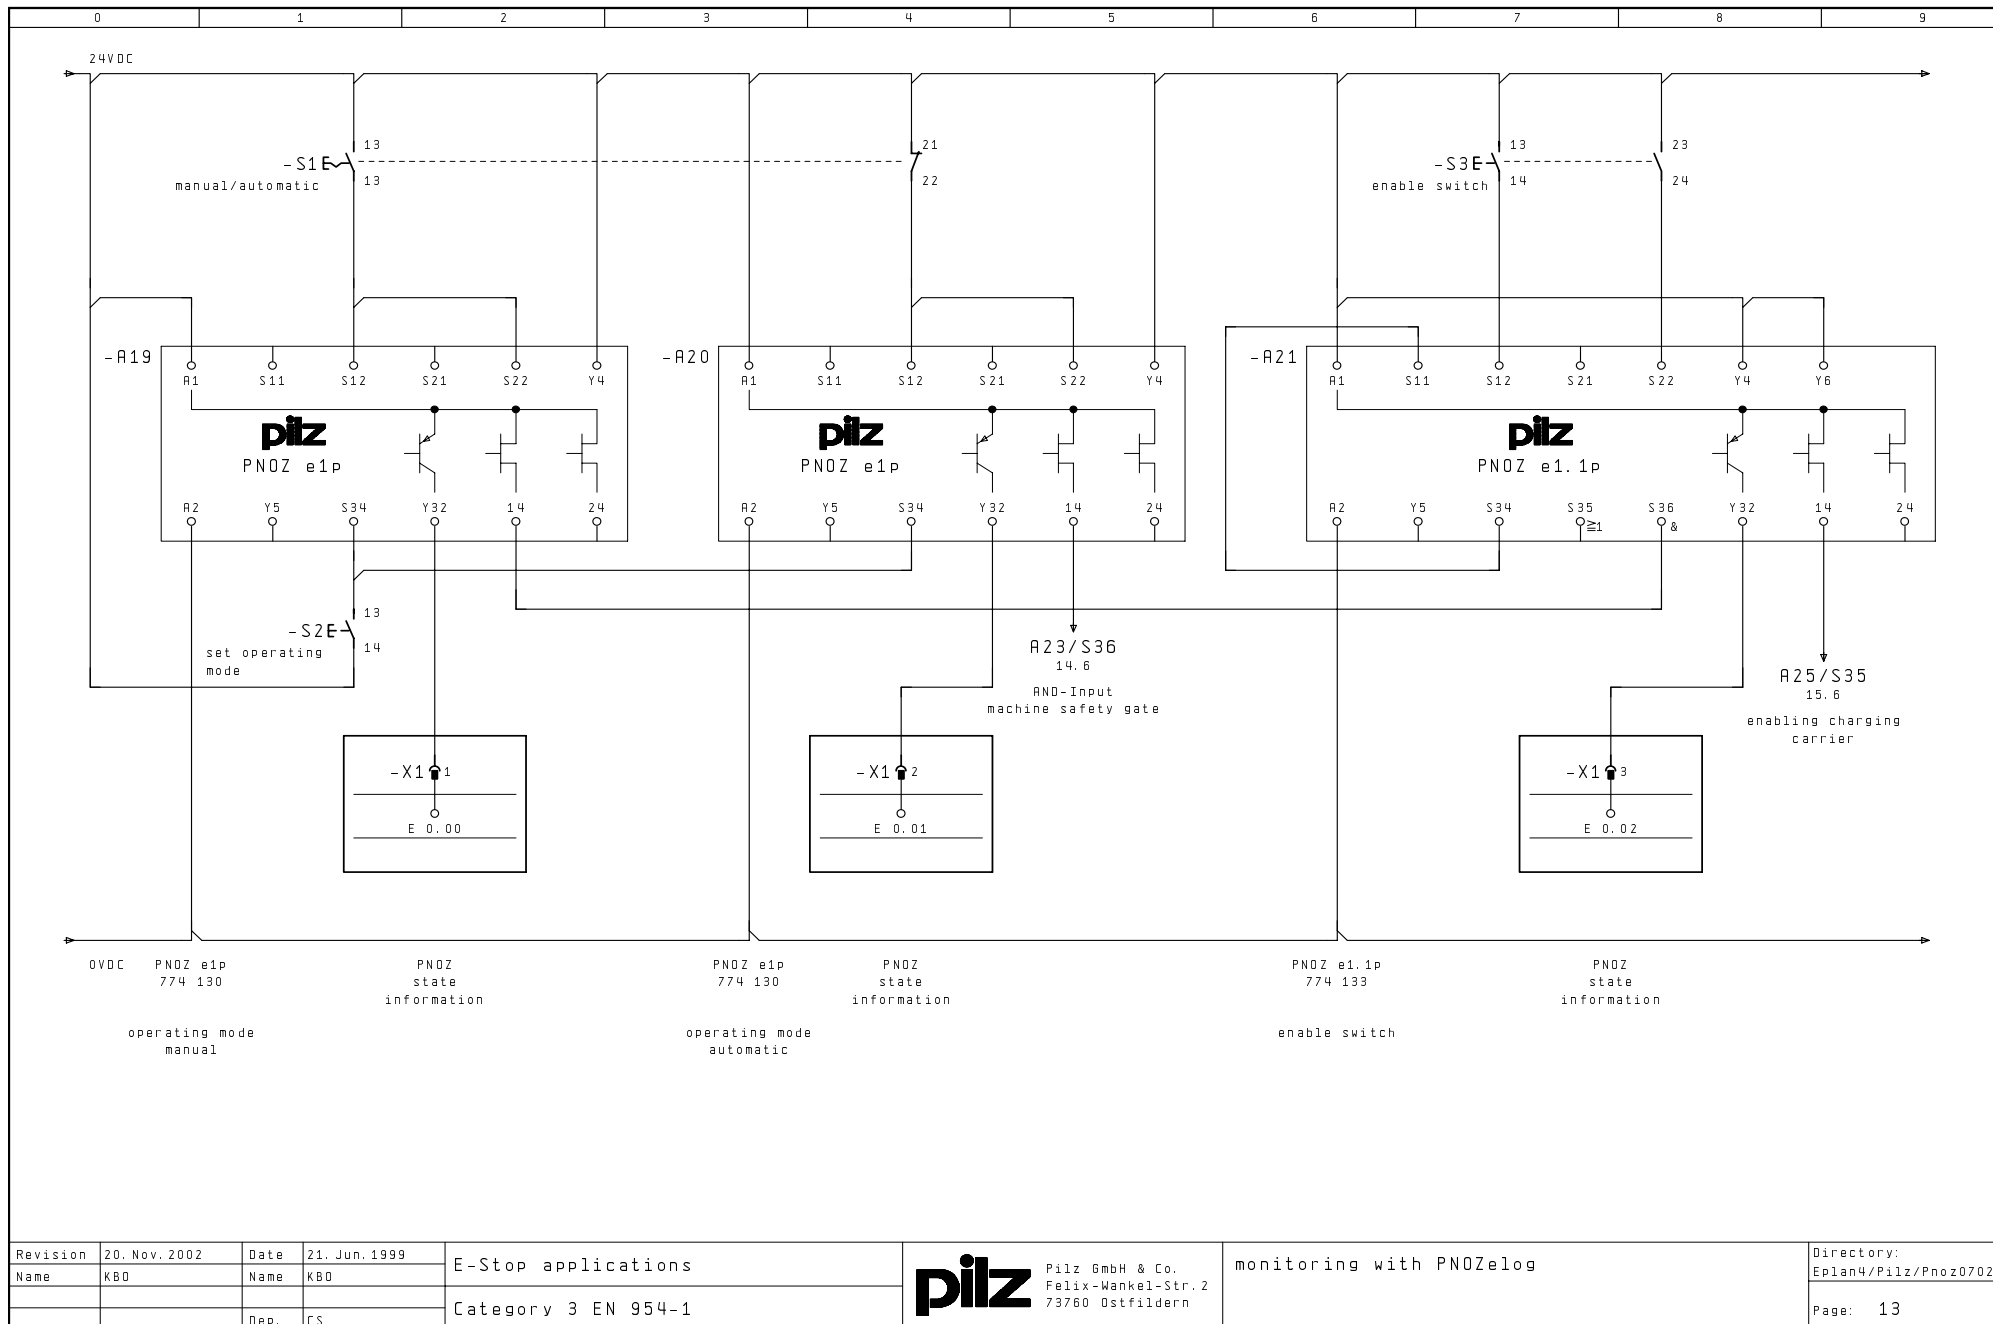 0 1 2 3 4 5 6 7 8 9
24VDC
13 21 13 23
-S1 -S3
13 22 14 24
manual/automatic enable switch
-A19 -A20 -A21
A1 S11 S12 S21 S22 Y4 A1 S11 S12 S21 S22 Y4 A1 S11 S12 S21 S22 Y4 Y6
pilz pilz pilz
PNOZ e1p PNOZ e1p PNOZ e1.1p
A2 Y5 S34 Y32 14 24 A2 Y5 S34 Y32 14 24 A2 Y5 S34 S35 S36 Y32 14 24
≧1 &
13
-S2
14
set operating
mode
A23/S36
14.6
AND-Input
machine safety gate
A25/S35
15.6
enabling charging
carrier
-X1 1 -X1 2 -X1 3
E 0.00 E 0.01 E 0.02
0VDC PNOZ e1p PNOZ PNOZ e1p PNOZ PNOZ e1.1p PNOZ
774 130 state 774 130 state 774 133 state
information information information
operating mode operating mode enable switch
manual automatic
Revision 20.Nov.2002 Date 21.Jun.1999
Name KBO Name KBO
Dep. CS
E-Stop applications
Category 3 EN 954-1
pilz
Pilz GmbH & Co.
Felix-Wankel-Str.2
73760 Ostfildern
monitoring with PNOZelog
Directory:
Eplan4/Pilz/Pnoz0702
Page: 13